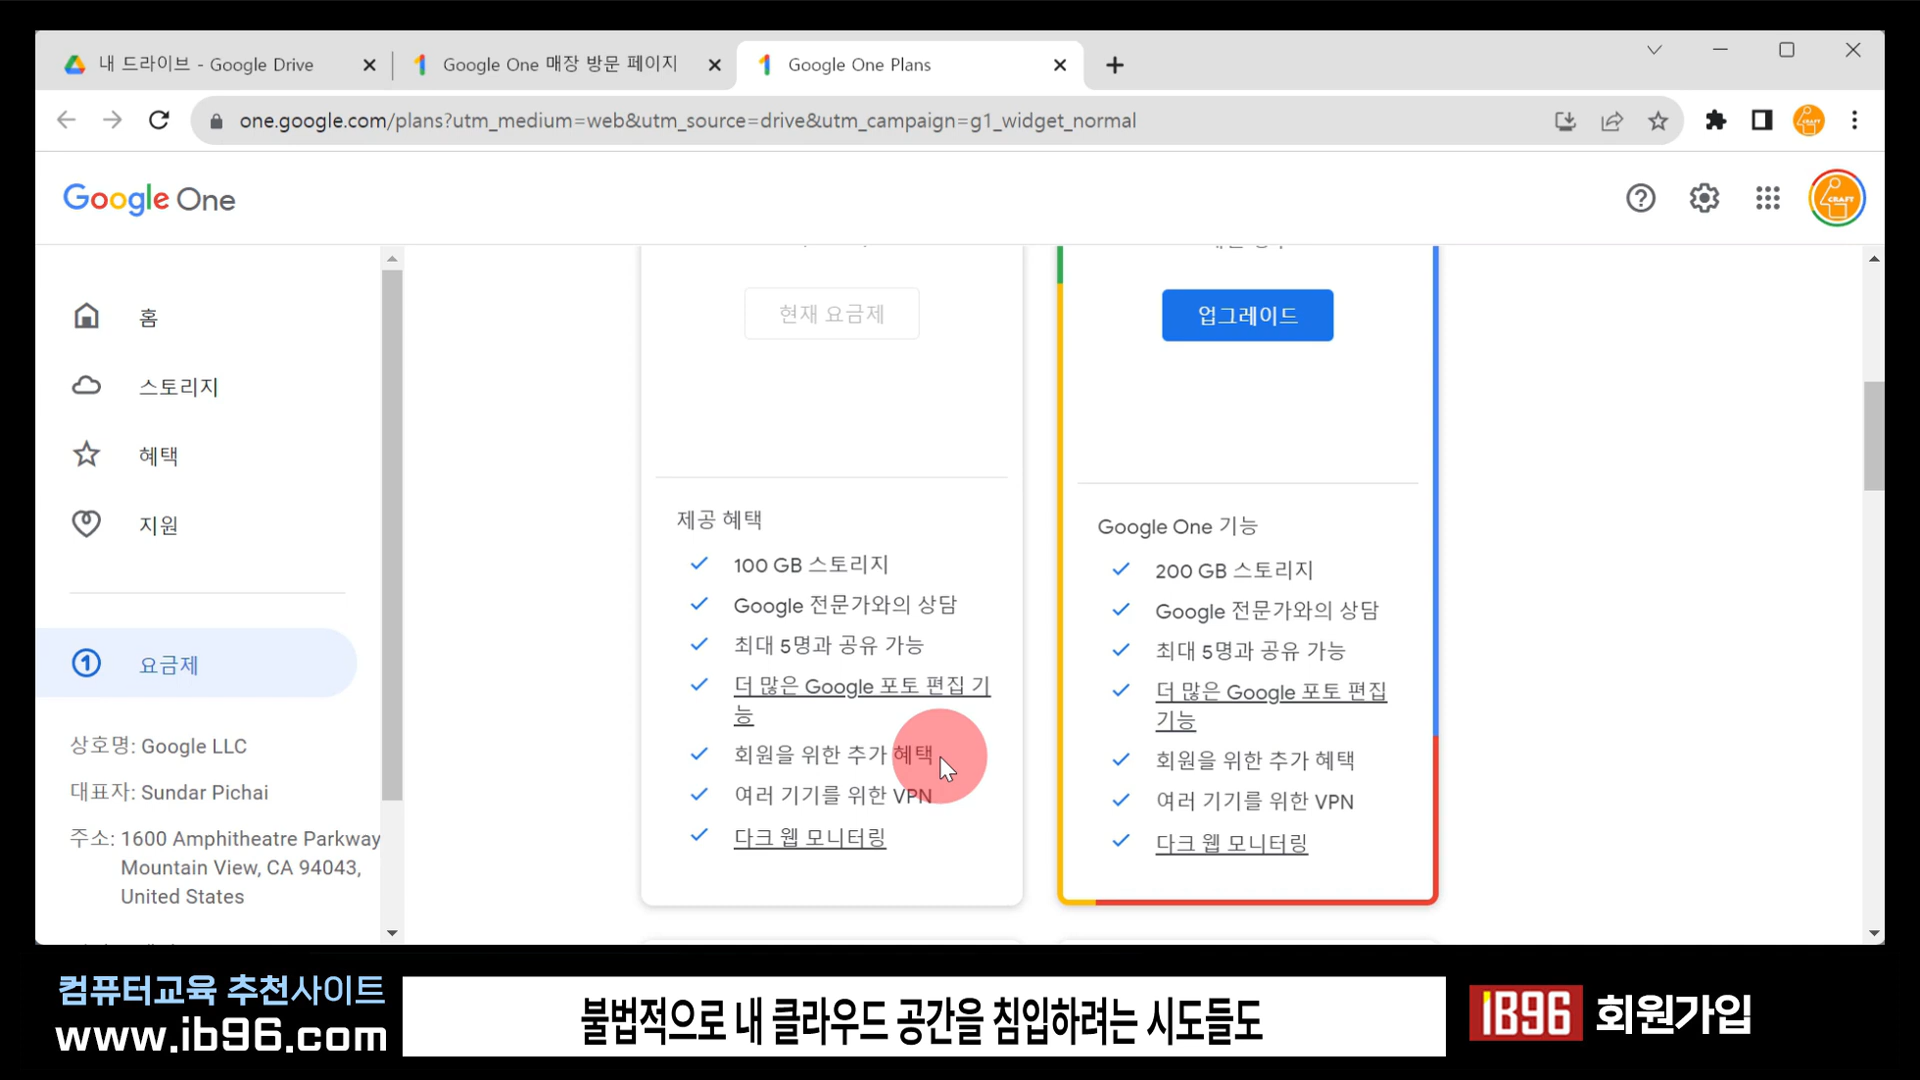 내 드라이브 - Google Drive
Google One 매장 방문 페이지
Google One Plans
one.google.com/plans?utm_medium=web&utm_source=drive&utm_campaign=g1_widget_normal
Google One
CRAFT
홈
스토리지
혜택
지원
요금제
상호명: Google LLC
대표자: Sundar Pichai
주소: 1600 Amphitheatre Parkway
Mountain View, CA 94043,
United States
현재 요금제
제공 혜택
100 GB 스토리지
Google 전문가와의 상담
최대 5명과 공유 가능
더 많은 Google 포토 편집 기
능
회원을 위한 추가 혜택
여러 기기를 위한 VPN
다크 웹 모니터링
업그레이드
Google One 기능
200 GB 스토리지
Google 전문가와의 상담
최대 5명과 공유 가능
더 많은 Google 포토 편집
기능
회원을 위한 추가 혜택
여러 기기를 위한 VPN
다크 웹 모니터링
컴퓨터교육 추천사이트
www.ib96.com
불법적으로 내 클라우드 공간을 침입하려는 시도들도
IB96 회원가입